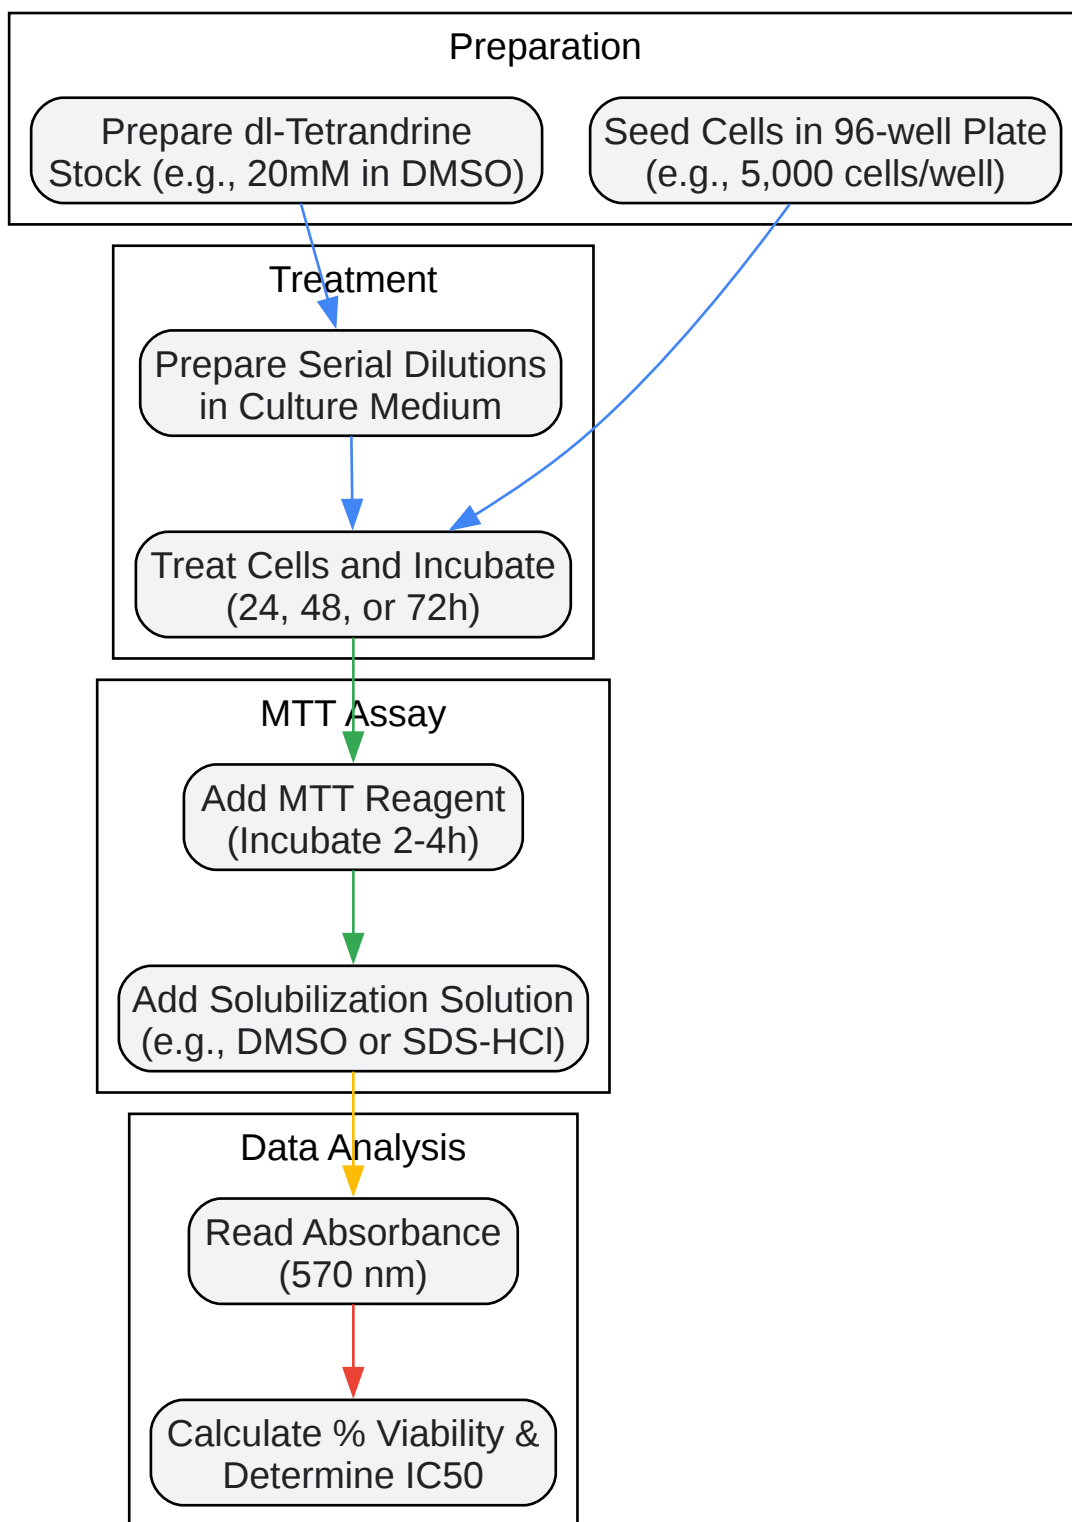 Preparation
Prepare dl-Tetrandrine
Stock (e.g., 20mM in DMSO)
Seed Cells in 96-well Plate
(e.g., 5,000 cells/well)
Treatment
Prepare Serial Dilutions
in Culture Medium
Treat Cells and Incubate
(24, 48, or 72h)
MTT Assay
Add MTT Reagent
(Incubate 2-4h)
Add Solubilization Solution
(e.g., DMSO or SDS-HCl)
Data Analysis
Read Absorbance
(570 nm)
Calculate % Viability &
Determine IC50